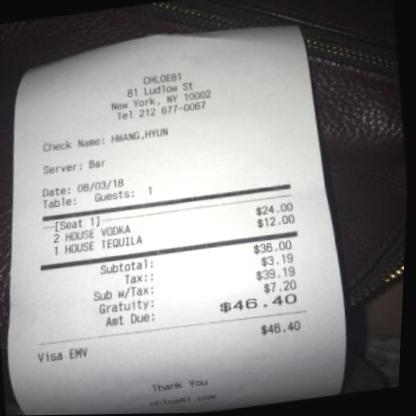 CHLOE81
81 Ludlow St
New York, NY 10002
Tel 212 677-0067
Check Name: HWANG,HYUN
Server: Bar
Date: 08/03/18
Table: Guests: 1
[Seat 1]
2 HOUSE VODKA $24.00
1 HOUSE TEQUILA $12.00
Subtotal: $36.00
Tax:: $3.19
Sub w/Tax: $39.19
Gratuity: $7.20
Amt Due: $46.40
Visa EMV $46.40
Thank You
chloe81.com